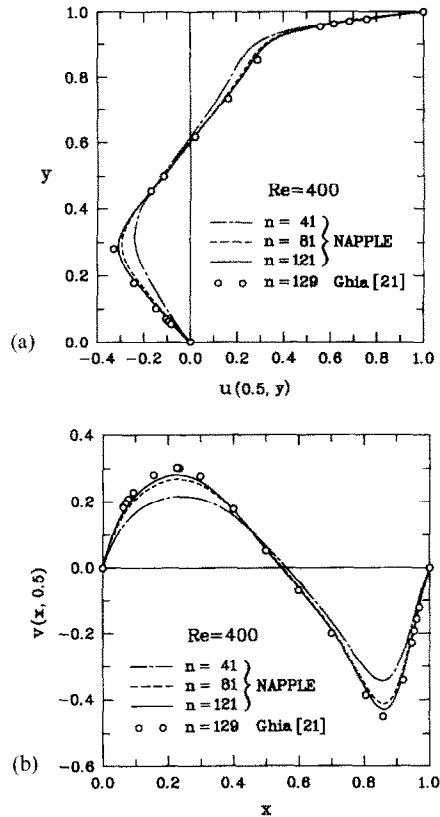 (a)
y
1.0
0.8
0.6
0.4
0.2
0.0
Re=400
n = 41
n = 81
n = 121
NAPPLE
n = 129 Ghia [21]
-0.4 -0.2 0.0 0.2 0.4 0.6 0.8 1.0
u(0.5, y)
(b)
v(x, 0.5)
0.4
0.2
0.0
-0.2
-0.4
-0.6
Re=400
n = 41
n = 81
n = 121
NAPPLE
n = 129 Ghia [21]
0.0 0.2 0.4 0.6 0.8 1.0
x